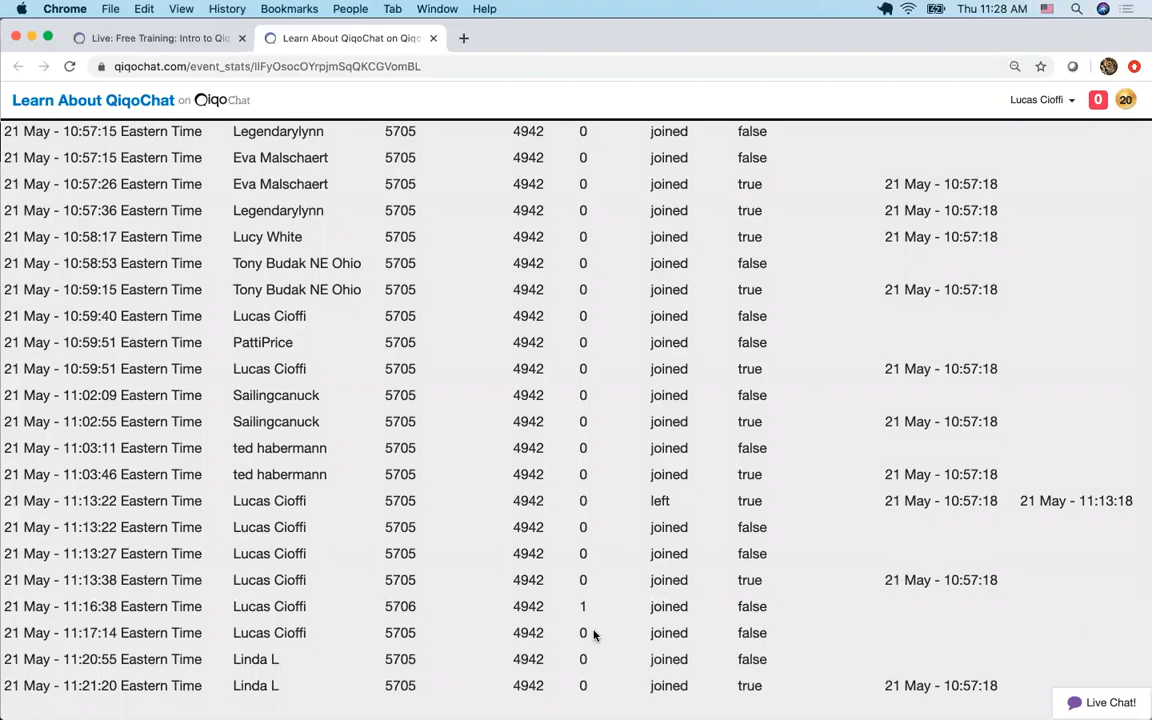 Chrome File Edit View History Bookmarks People Tab Window Help Thu 11:28 AM
Live: Free Training: Intro to Qiq Learn About QiqoChat on Qiqc
qiqochat.com/event_stats/lIFyOsocOYrpjmSqQKCGVomBL
Learn About QiqoChat on QiqoChat Lucas Cioffi 0 20
21 May - 10:57:15 Eastern Time Legendarylynn 5705 4942 0 joined false
21 May - 10:57:15 Eastern Time Eva Malschaert 5705 4942 0 joined false
21 May - 10:57:26 Eastern Time Eva Malschaert 5705 4942 0 joined true 21 May - 10:57:18
21 May - 10:57:36 Eastern Time Legendarylynn 5705 4942 0 joined true 21 May - 10:57:18
21 May - 10:58:17 Eastern Time Lucy White 5705 4942 0 joined true 21 May - 10:57:18
21 May - 10:58:53 Eastern Time Tony Budak NE Ohio 5705 4942 0 joined false
21 May - 10:59:15 Eastern Time Tony Budak NE Ohio 5705 4942 0 joined true 21 May - 10:57:18
21 May - 10:59:40 Eastern Time Lucas Cioffi 5705 4942 0 joined false
21 May - 10:59:51 Eastern Time PattiPrice 5705 4942 0 joined false
21 May - 10:59:51 Eastern Time Lucas Cioffi 5705 4942 0 joined true 21 May - 10:57:18
21 May - 11:02:09 Eastern Time Sailingcanuck 5705 4942 0 joined false
21 May - 11:02:55 Eastern Time Sailingcanuck 5705 4942 0 joined true 21 May - 10:57:18
21 May - 11:03:11 Eastern Time ted habermann 5705 4942 0 joined false
21 May - 11:03:46 Eastern Time ted habermann 5705 4942 0 joined true 21 May - 10:57:18
21 May - 11:13:22 Eastern Time Lucas Cioffi 5705 4942 0 left true 21 May - 10:57:18 21 May - 11:13:18
21 May - 11:13:22 Eastern Time Lucas Cioffi 5705 4942 0 joined false
21 May - 11:13:27 Eastern Time Lucas Cioffi 5705 4942 0 joined false
21 May - 11:13:38 Eastern Time Lucas Cioffi 5705 4942 0 joined true 21 May - 10:57:18
21 May - 11:16:38 Eastern Time Lucas Cioffi 5706 4942 1 joined false
21 May - 11:17:14 Eastern Time Lucas Cioffi 5705 4942 0 joined false
21 May - 11:20:55 Eastern Time Linda L 5705 4942 0 joined false
21 May - 11:21:20 Eastern Time Linda L 5705 4942 0 joined true 21 May - 10:57:18
Live Chat!